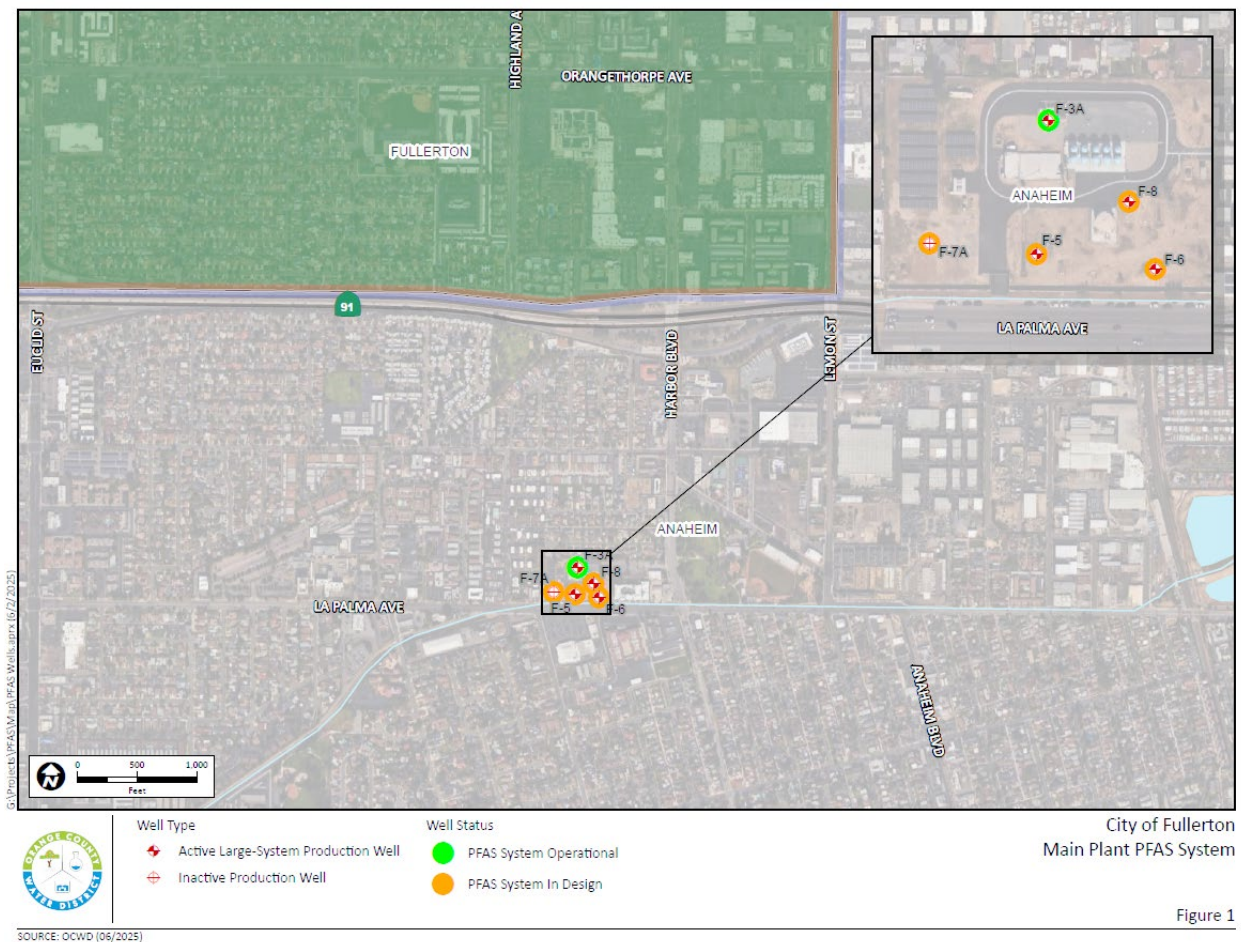 HIGHLAND A
ORANGETHORPE AVE
FULLERTON
F-3A
ANAHEIM
F-8
F-7A
F-5
F-6
LA PALMA AVE
91
EUCLID ST
HARBOR BLVD
LEMON ST
ANAHEIM
F-3A
F-8
F-7A
F-5
F-6
LA PALMA AVE
ANAHEIM BLVD
G:\Projects\PFAS\Map\PFAS Wells.aprx (6/2/2025)
N
0 500 1,000
Feet
ORANGE COUNTY
WATER DISTRICT
Well Type
Active Large-System Production Well
Inactive Production Well
Well Status
PFAS System Operational
PFAS System In Design
City of Fullerton
Main Plant PFAS System
Figure 1
SOURCE: OCWD (06/2025)